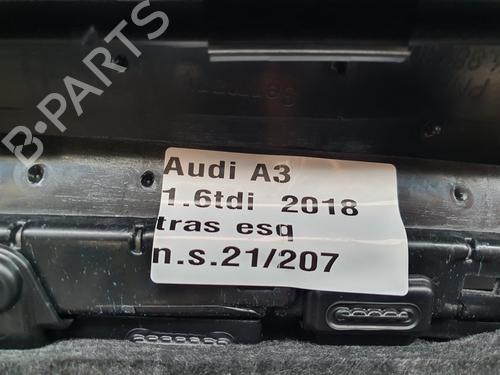 B-PARTS
Audi A3
1.6tdi 2018
tras esq
n.s.21/207